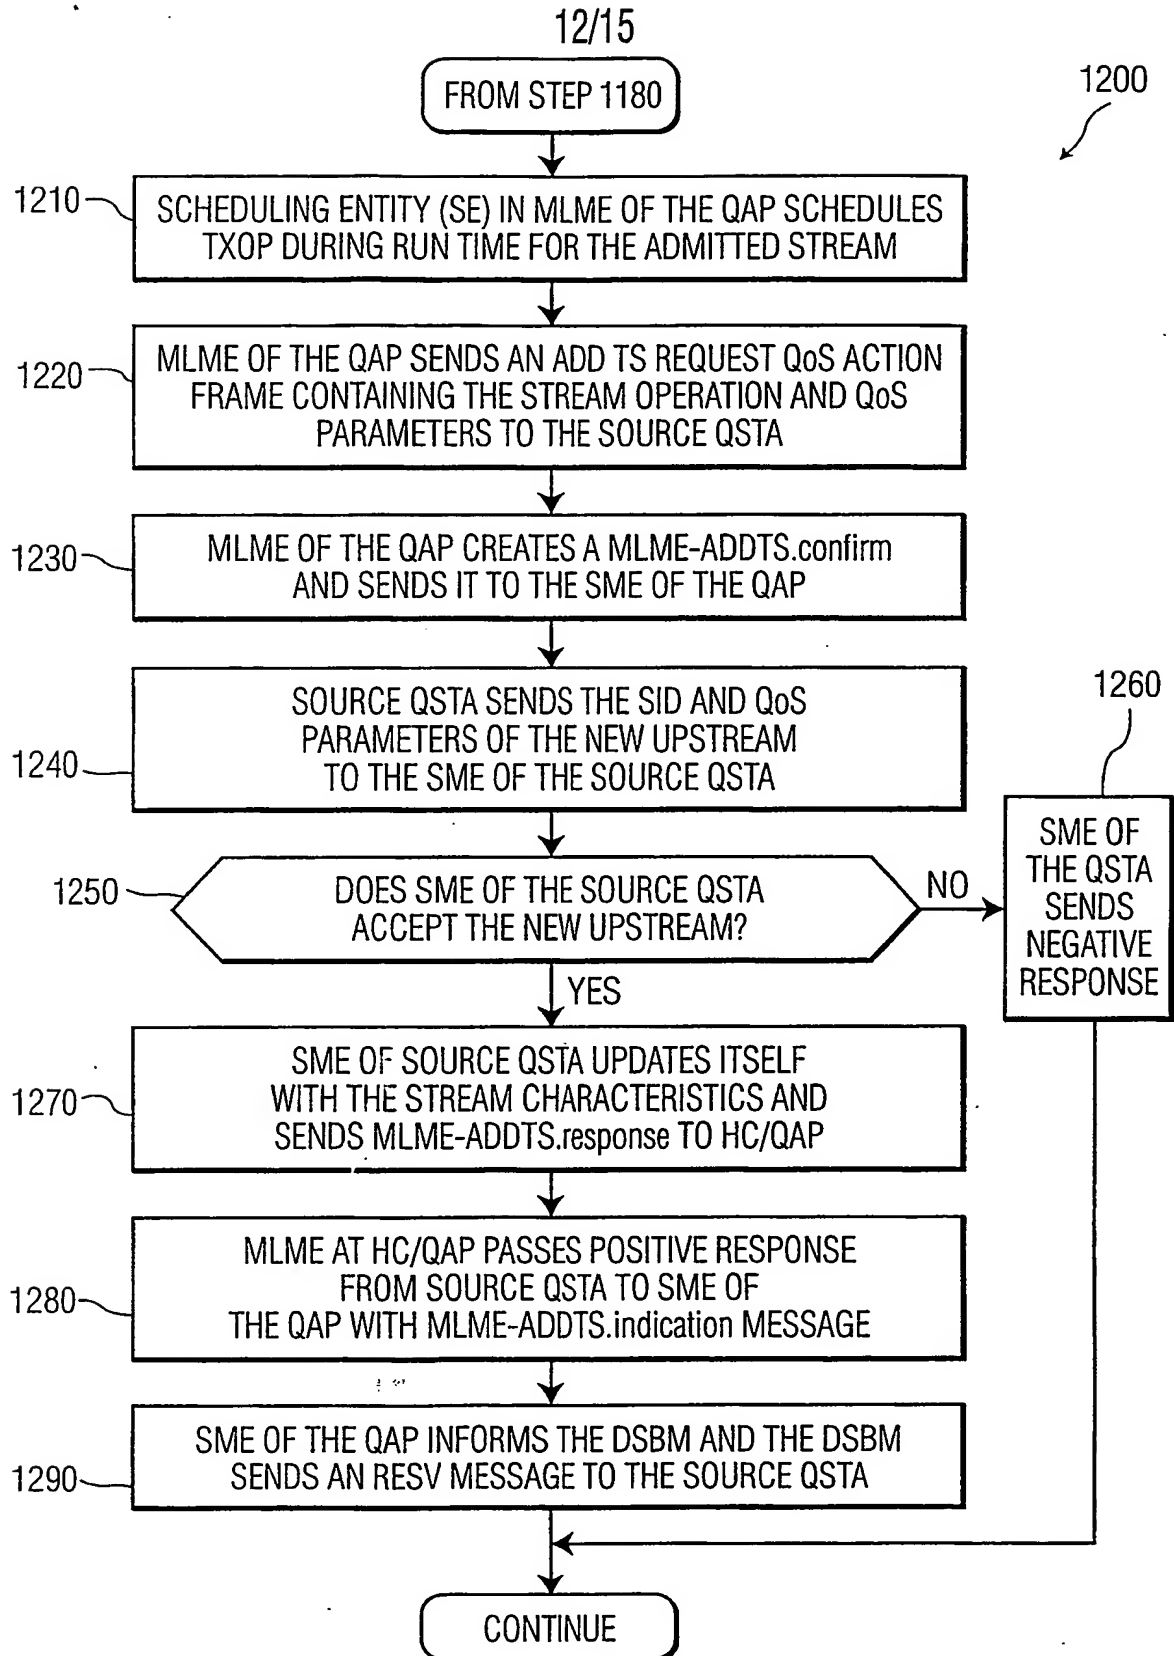 12/15
FROM STEP 1180
1200
1210
SCHEDULING ENTITY (SE) IN MLME OF THE QAP SCHEDULES
TXOP DURING RUN TIME FOR THE ADMITTED STREAM
1220
MLME OF THE QAP SENDS AN ADD TS REQUEST QoS ACTION
FRAME CONTAINING THE STREAM OPERATION AND QoS
PARAMETERS TO THE SOURCE QSTA
1230
MLME OF THE QAP CREATES A MLME-ADDTS.confirm
AND SENDS IT TO THE SME OF THE QAP
1240
SOURCE QSTA SENDS THE SID AND QoS
PARAMETERS OF THE NEW UPSTREAM
TO THE SME OF THE SOURCE QSTA
1250
DOES SME OF THE SOURCE QSTA
ACCEPT THE NEW UPSTREAM?
NO
1260
SME OF
THE QSTA
SENDS
NEGATIVE
RESPONSE
YES
1270
SME OF SOURCE QSTA UPDATES ITSELF
WITH THE STREAM CHARACTERISTICS AND
SENDS MLME-ADDTS.response TO HC/QAP
1280
MLME AT HC/QAP PASSES POSITIVE RESPONSE
FROM SOURCE QSTA TO SME OF
THE QAP WITH MLME-ADDTS.indication MESSAGE
1290
SME OF THE QAP INFORMS THE DSBM AND THE DSBM
SENDS AN RESV MESSAGE TO THE SOURCE QSTA
CONTINUE